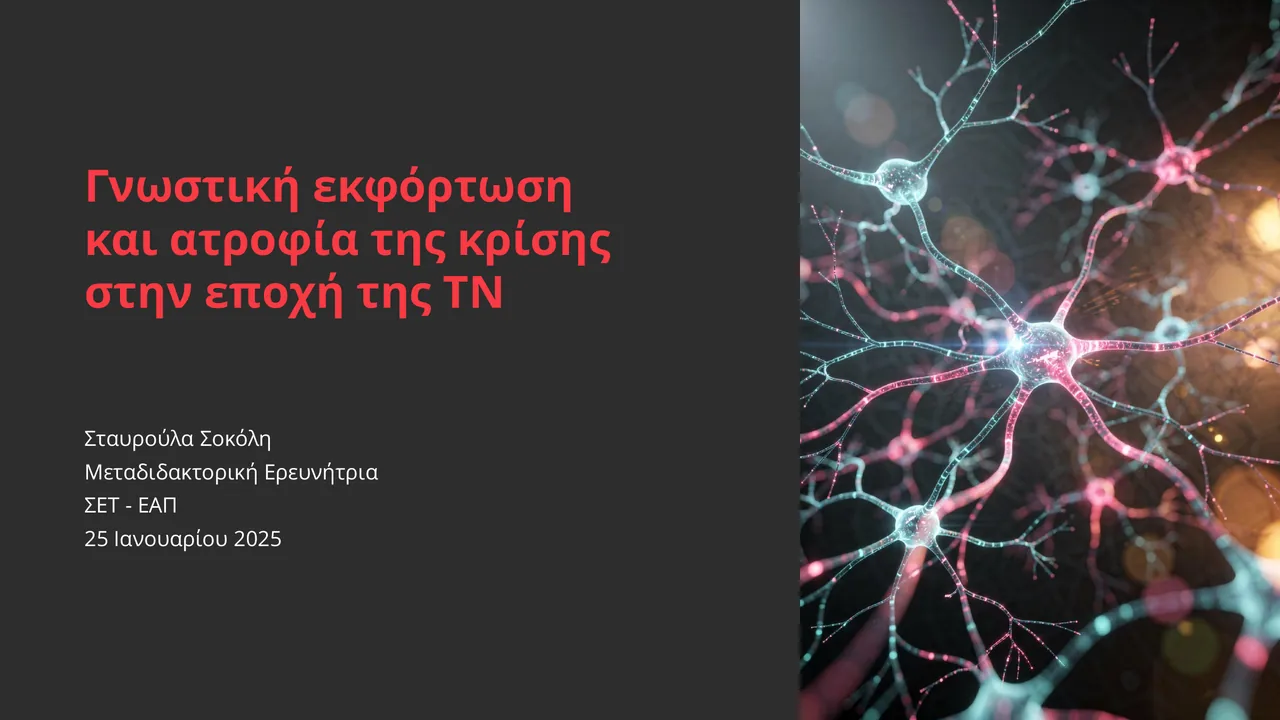 Γνωστική εκφόρτωση
και ατροφία της κρίσης
στην εποχή της ΤΝ
Σταυρούλα Σοκόλη
Μεταδιδακτορική Ερευνήτρια
ΣΕΤ - ΕΑΠ
25 Ιανουαρίου 2025